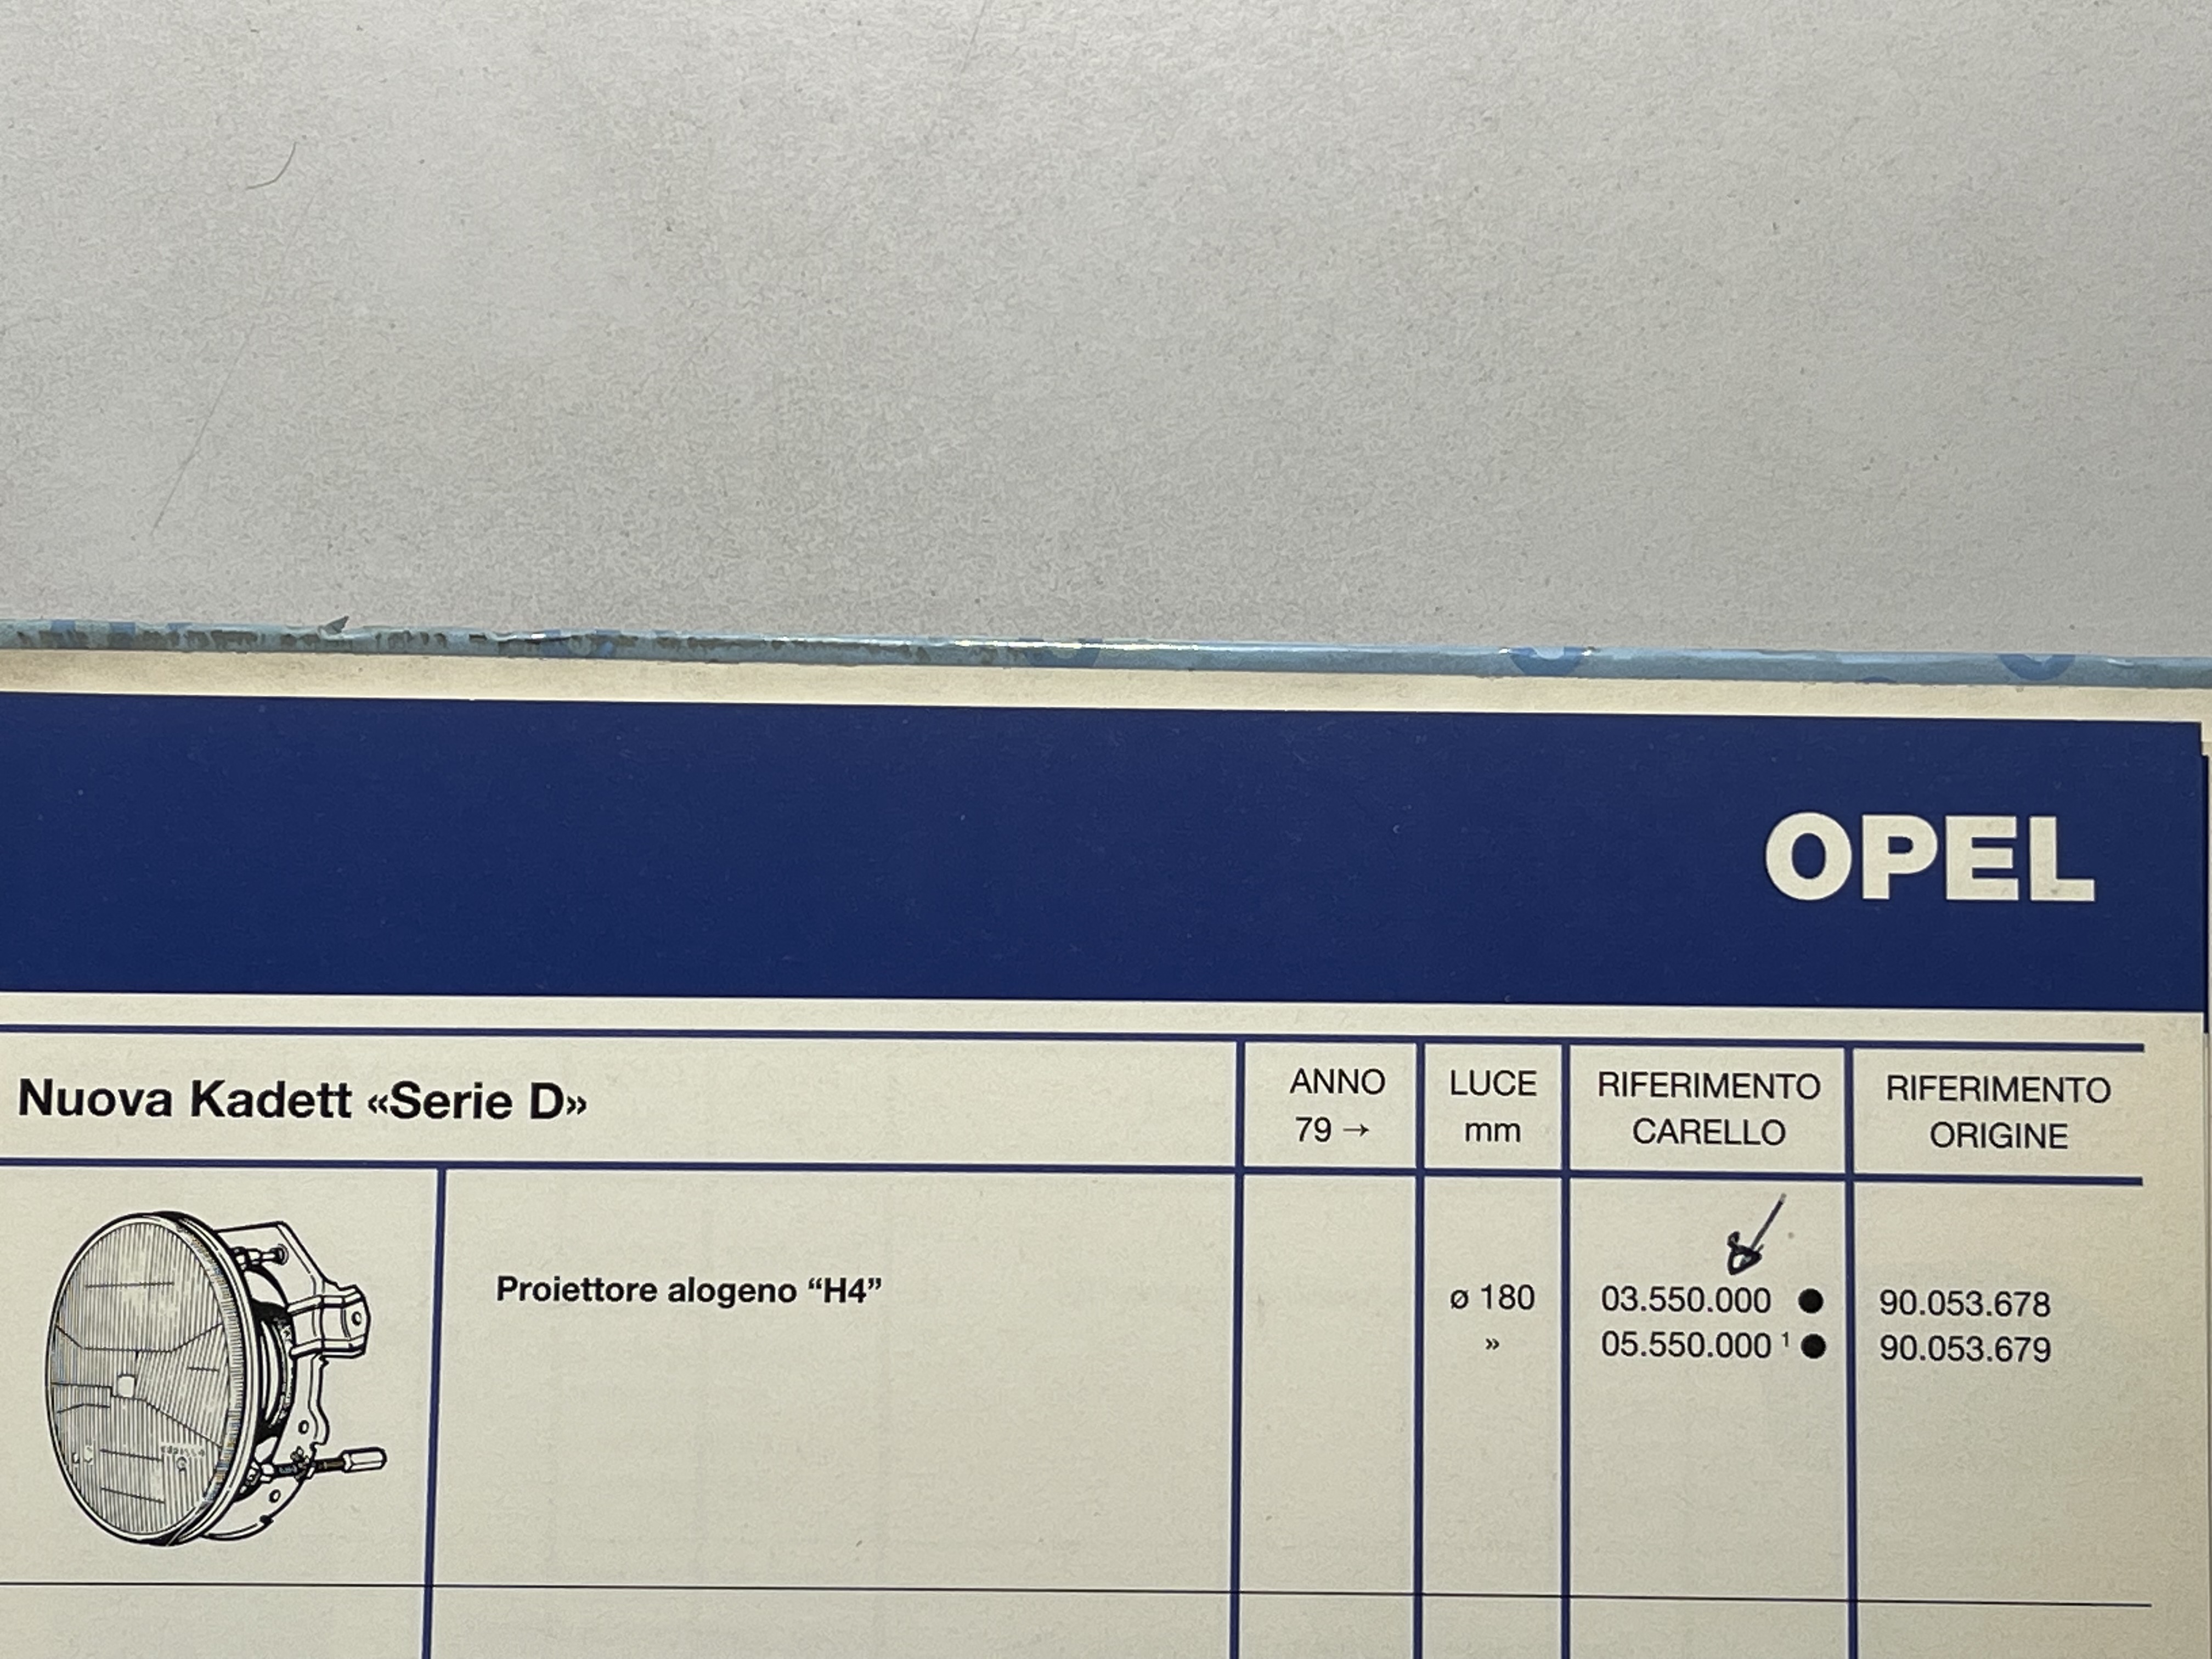 OPEL
Nuova Kadett «Serie D»
ANNO
79 →
LUCE
mm
RIFERIMENTO
CARELLO
RIFERIMENTO
ORIGINE
Proiettore alogeno “H4” ø 180 03.550.000 ● 90.053.678
» 05.550.000 ¹ ● 90.053.679